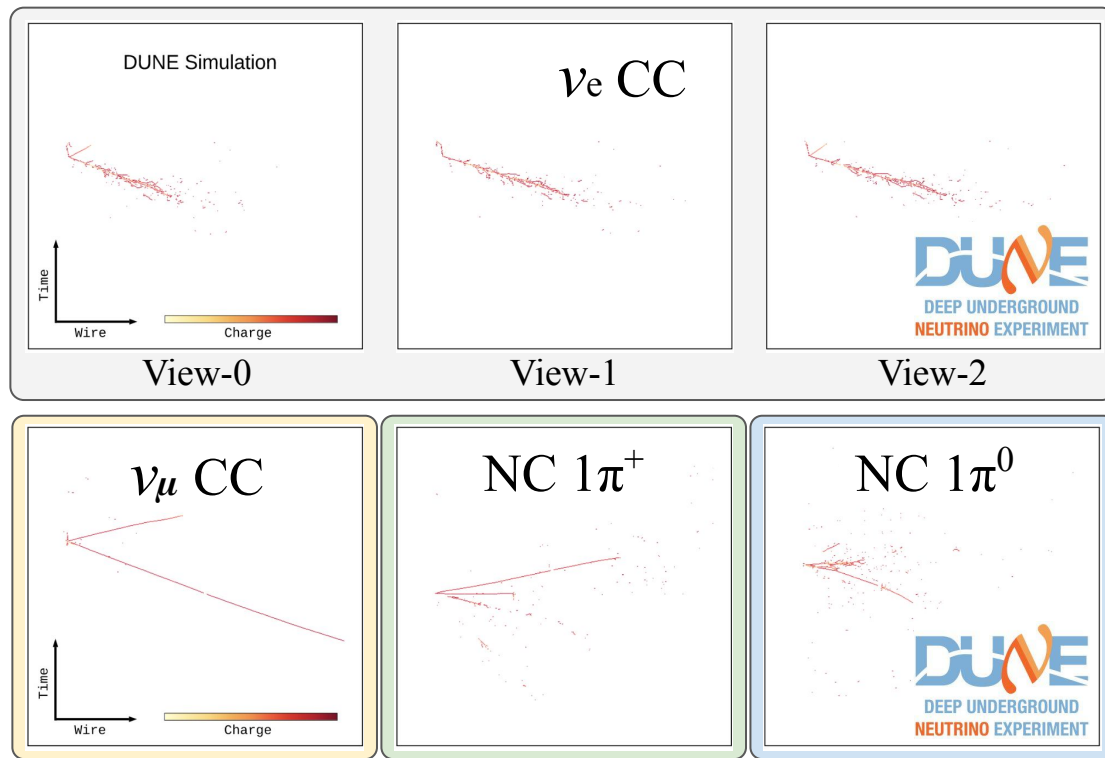 DUNE Simulation
νe CC
Time
Wire
Charge
DUNE
DEEP UNDERGROUND
NEUTRINO EXPERIMENT
View-0
View-1
View-2
νμ CC
NC 1π⁺
NC 1π⁰
Time
Wire
Charge
DUNE
DEEP UNDERGROUND
NEUTRINO EXPERIMENT